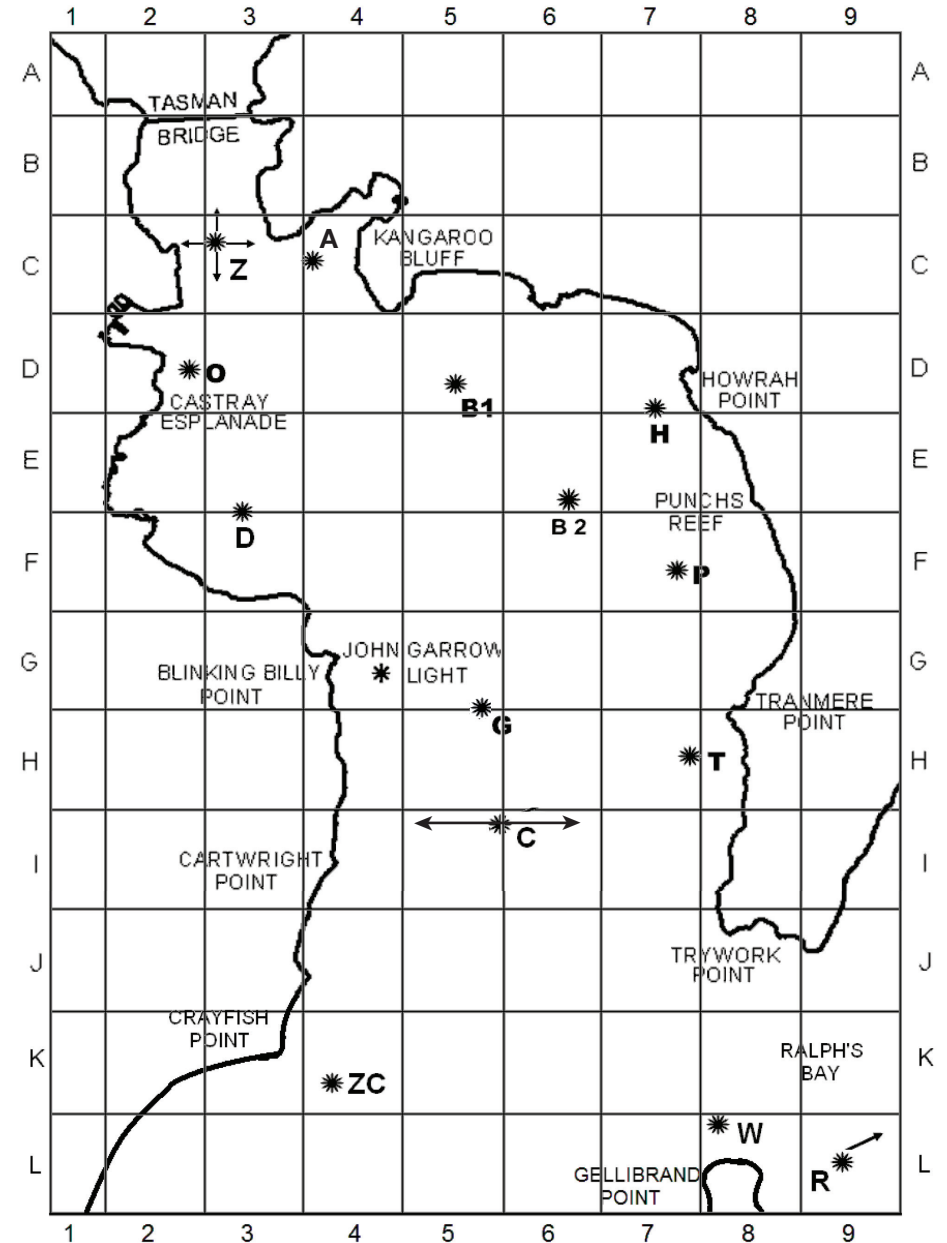 1 2 3 4 5 6 7 8 9
A A
TASMAN
BRIDGE
B B
KANGAROO
BLUFF
A
C C
Z
D D
O
HOWRAH
POINT
CASTRAY
ESPLANADE
B1
H
E E
PUNCHS
REEF
D
B 2
F F
P
JOHN GARROW
LIGHT
G G
BLINKING BILLY
POINT
TRANMERE
POINT
G
H H
T
C
CARTWRIGHT
POINT
I I
TRYWORK
POINT
J J
CRAYFISH
POINT
RALPH'S
BAY
K K
ZC
W
L L
GELLIBRAND
POINT
R
1 2 3 4 5 6 7 8 9